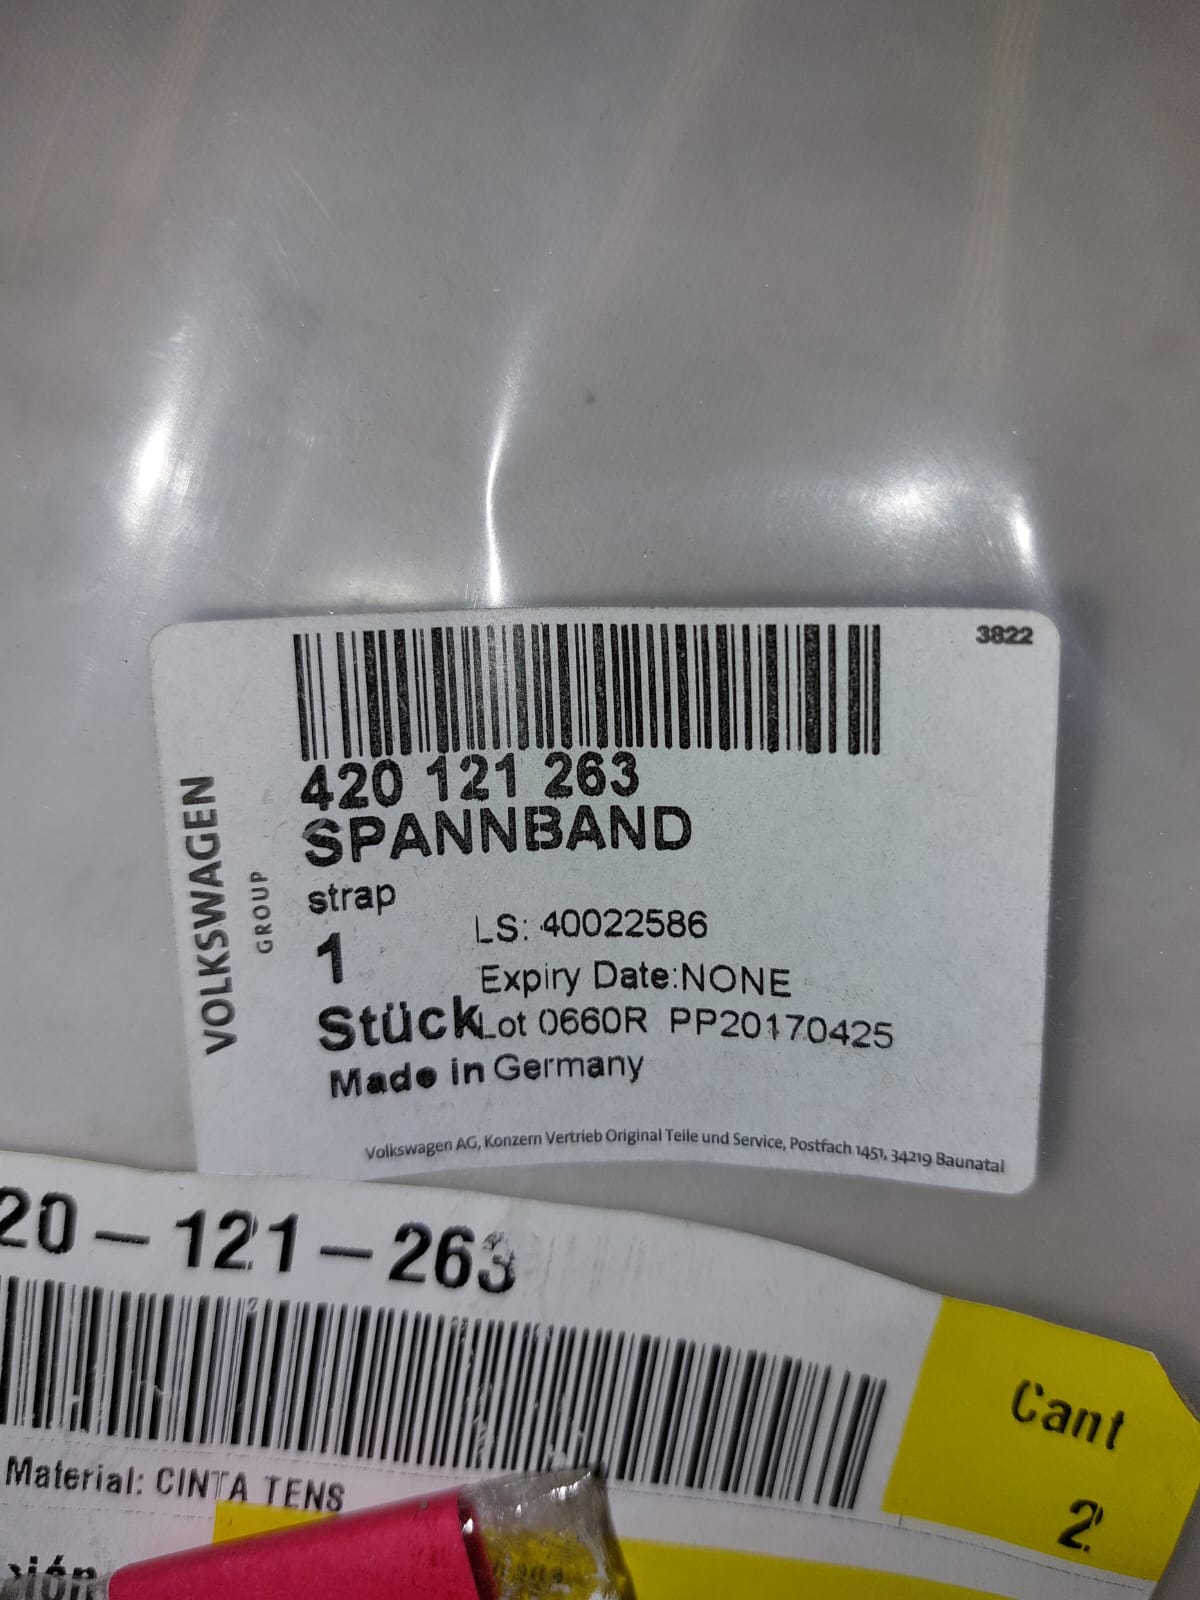 3822
VOLKSWAGEN
GROUP
420 121 263
SPANNBAND
strap
1
LS: 40022586
Expiry Date:NONE
Stück Lot 0660R PP20170425
Made in Germany
Volkswagen AG, Konzern Vertrieb Original Teile und Service, Postfach 1451, 34219 Baunatal
20-121-263
Cant
2
Material: CINTA TENS